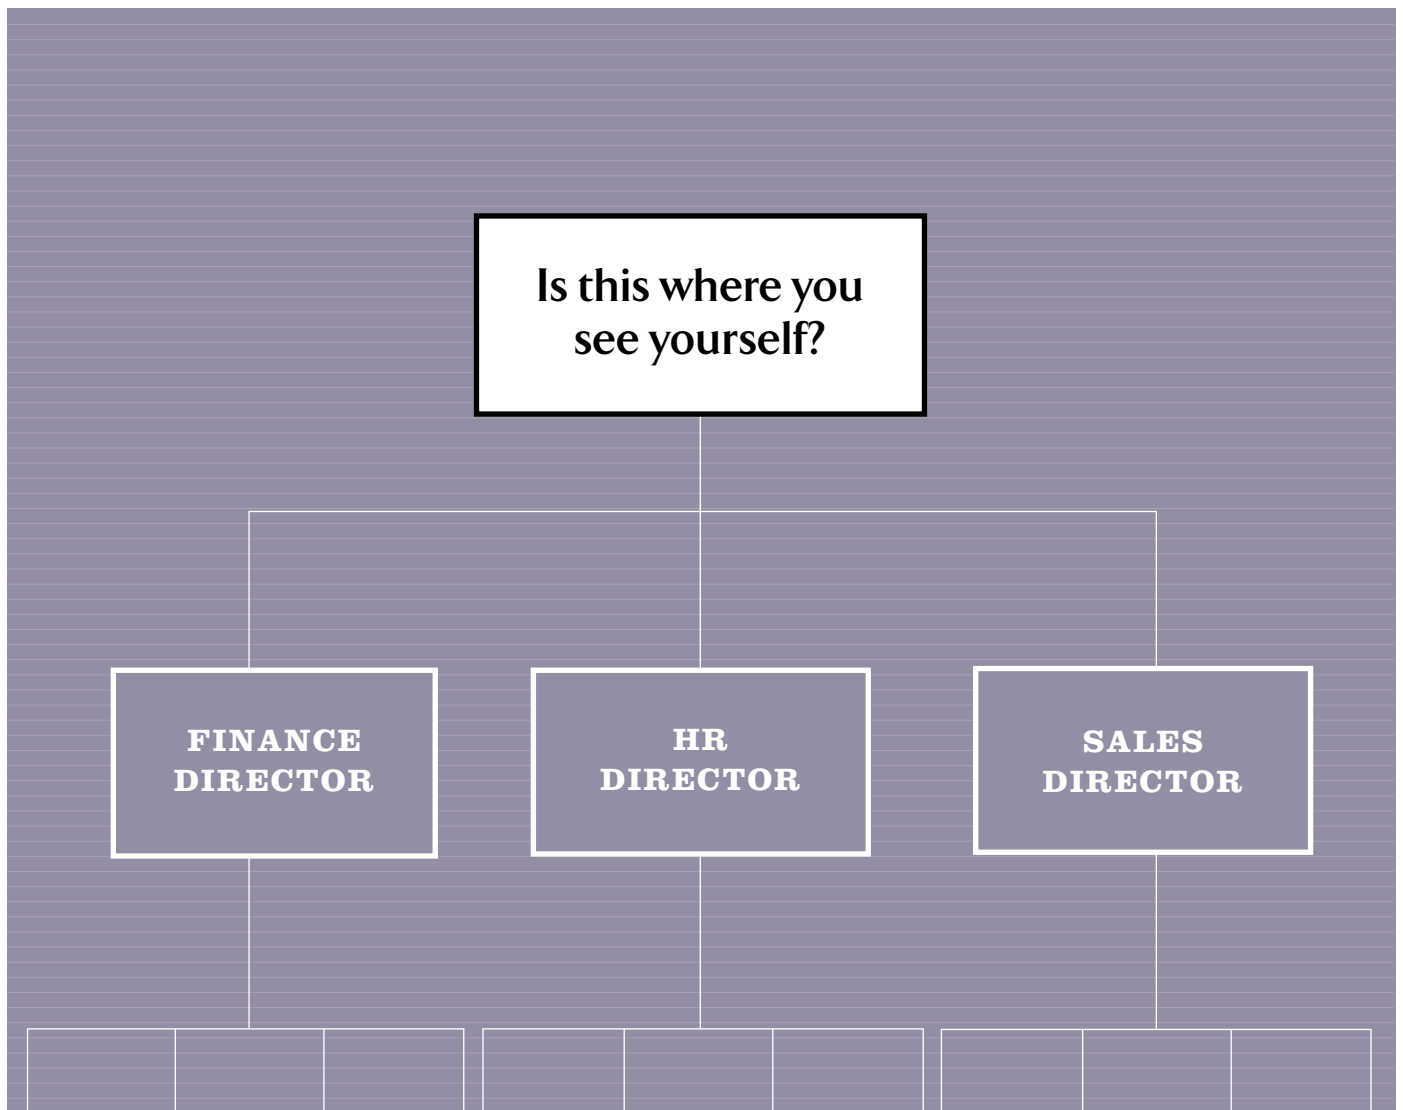 Is this where you
see yourself?
FINANCE
DIRECTOR
HR
DIRECTOR
SALES
DIRECTOR